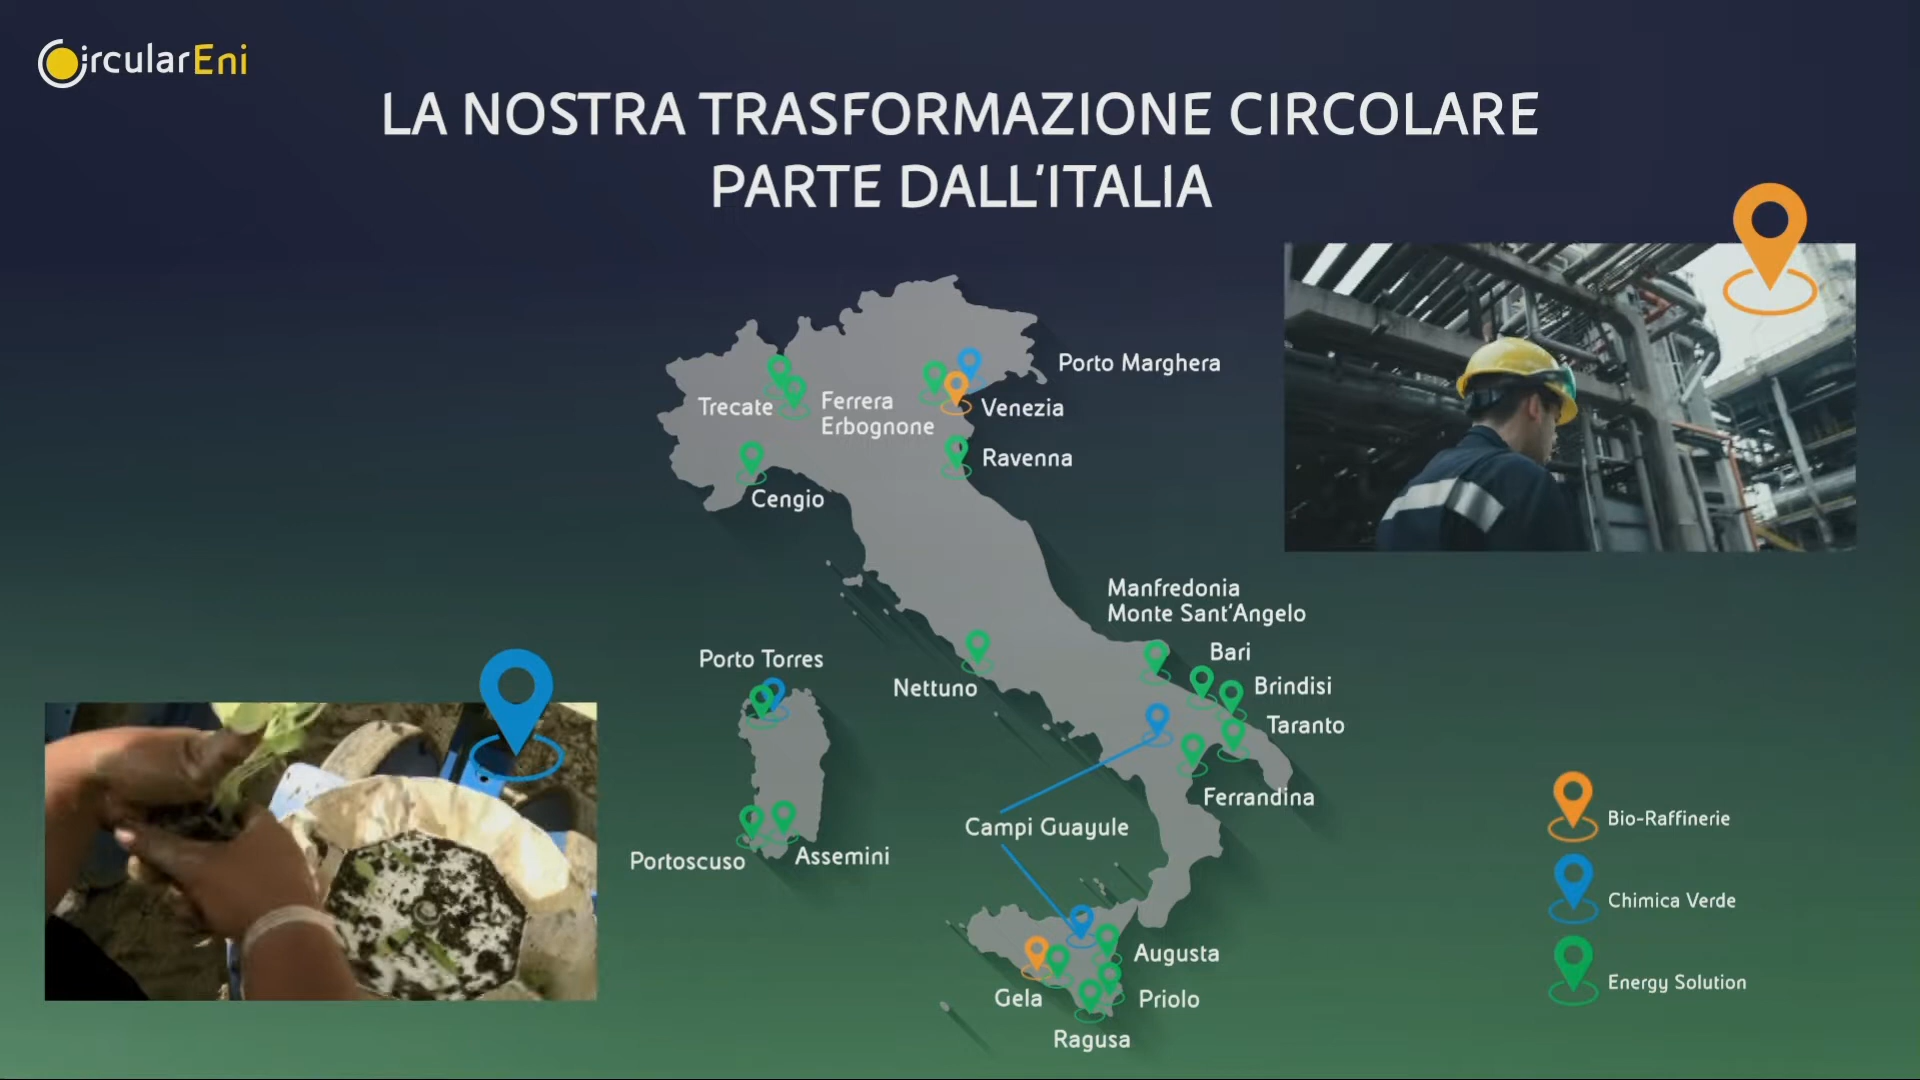 CircularEni
LA NOSTRA TRASFORMAZIONE CIRCOLARE
PARTE DALL'ITALIA
Porto Marghera
Trecate
Ferrera
Erbognone
Venezia
Ravenna
Cengio
Manfredonia
Monte Sant'Angelo
Bari
Porto Torres
Nettuno
Brindisi
Taranto
Ferrandina
Campi Guayule
Portoscuso
Assemini
Augusta
Gela
Priolo
Ragusa
Bio-Raffinerie
Chimica Verde
Energy Solution